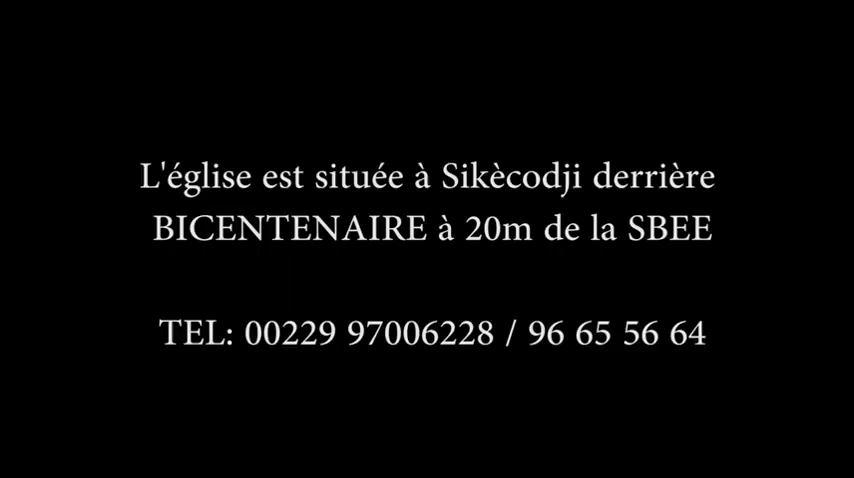 L'église est située à Sikècodji derrière
BICENTENAIRE à 20m de la SBEE
TEL: 00229 97006228 / 96 65 56 64